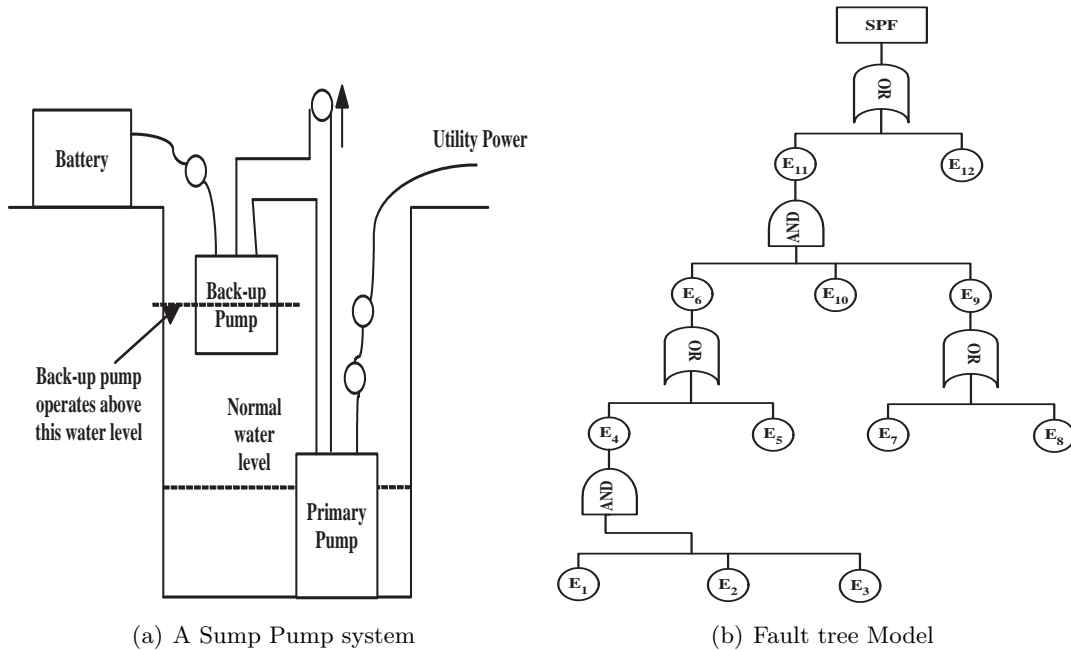 Battery
Utility Power
Back-up
Pump
Back-up pump
operates above
this water level
Normal
water
level
Primary
Pump
(a) A Sump Pump system
SPF
OR
E11
E12
AND
E6
E10
E9
OR
OR
E4
E5
E7
E8
AND
E1
E2
E3
(b) Fault tree Model